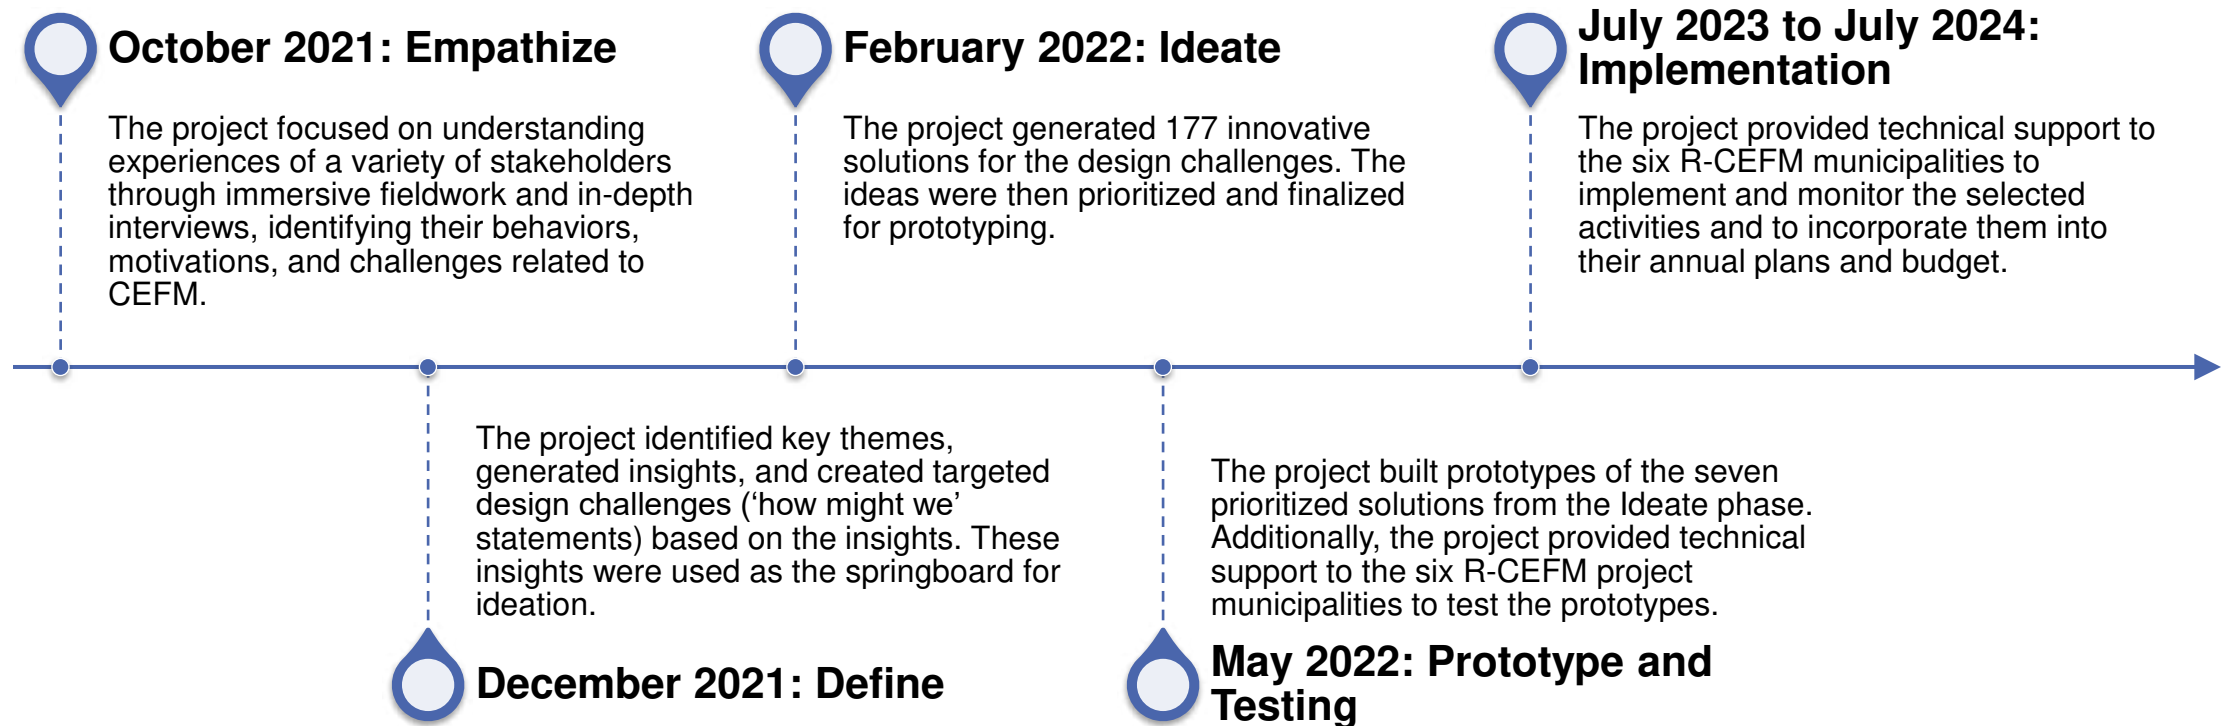 October 2021: Empathize
The project focused on understanding
experiences of a variety of stakeholders
through immersive fieldwork and in-depth
interviews, identifying their behaviors,
motivations, and challenges related to
CEFM.
The project identified key themes,
generated insights, and created targeted
design challenges (‘how might we’
statements) based on the insights. These
insights were used as the springboard for
ideation.
December 2021: Define
February 2022: Ideate
The project generated 177 innovative
solutions for the design challenges. The
ideas were then prioritized and finalized
for prototyping.
The project built prototypes of the seven
prioritized solutions from the Ideate phase.
Additionally, the project provided technical
support to the six R-CEFM project
municipalities to test the prototypes.
May 2022: Prototype and
Testing
July 2023 to July 2024:
Implementation
The project provided technical support to
the six R-CEFM municipalities to
implement and monitor the selected
activities and to incorporate them into
their annual plans and budget.